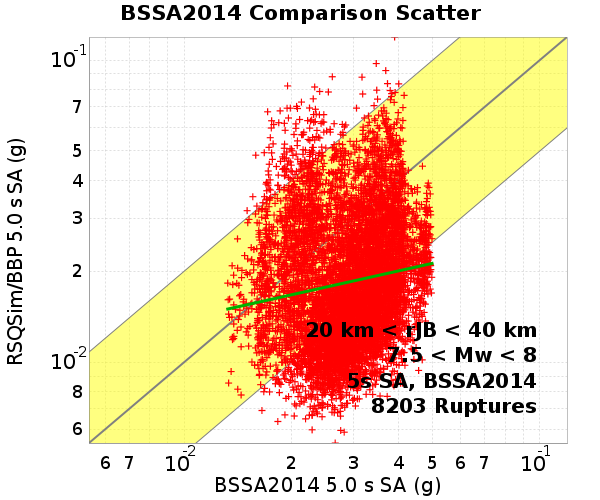 BSSA2014 Comparison Scatter
RSQSim/BBP 5.0 s SA (g)
10-1
7
5
4
3
2
10-2
8
6
20 km < rJB < 40 km
7.5 < Mw < 8
5s SA, BSSA2014
8203 Ruptures
6 7 10-2 2 3 4 5 6 7 10-1
BSSA2014 5.0 s SA (g)